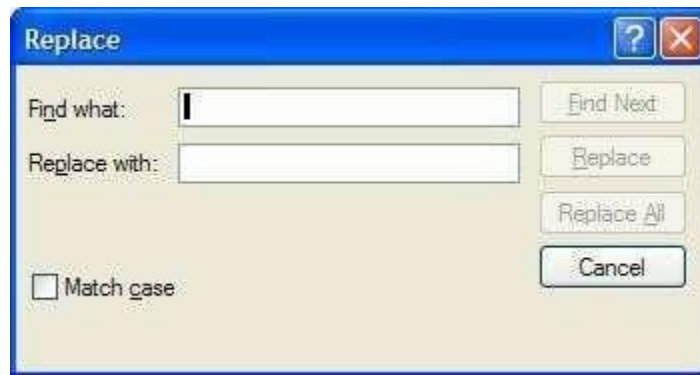 Replace
Find what:
Find Next
Replace with:
Replace
Replace All
Cancel
Match case